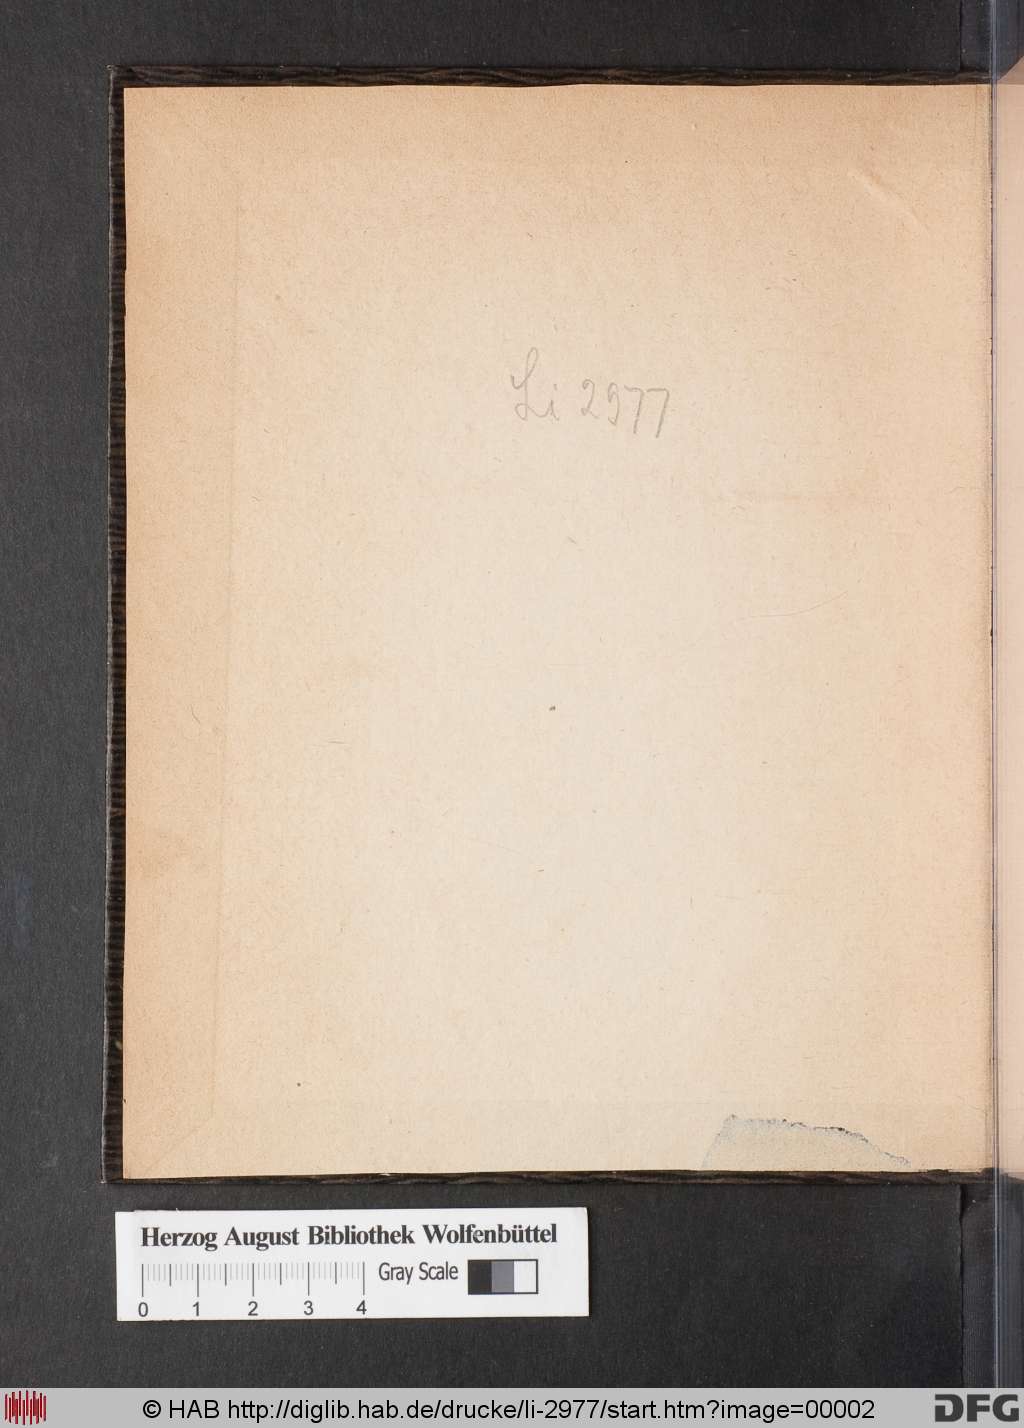 Li 2977
Herzog August Bibliothek Wolfenbüttel
Gray Scale
0 1 2 3 4
© HAB http://diglib.hab.de/drucke/li-2977/start.htm?image=00002
DFG